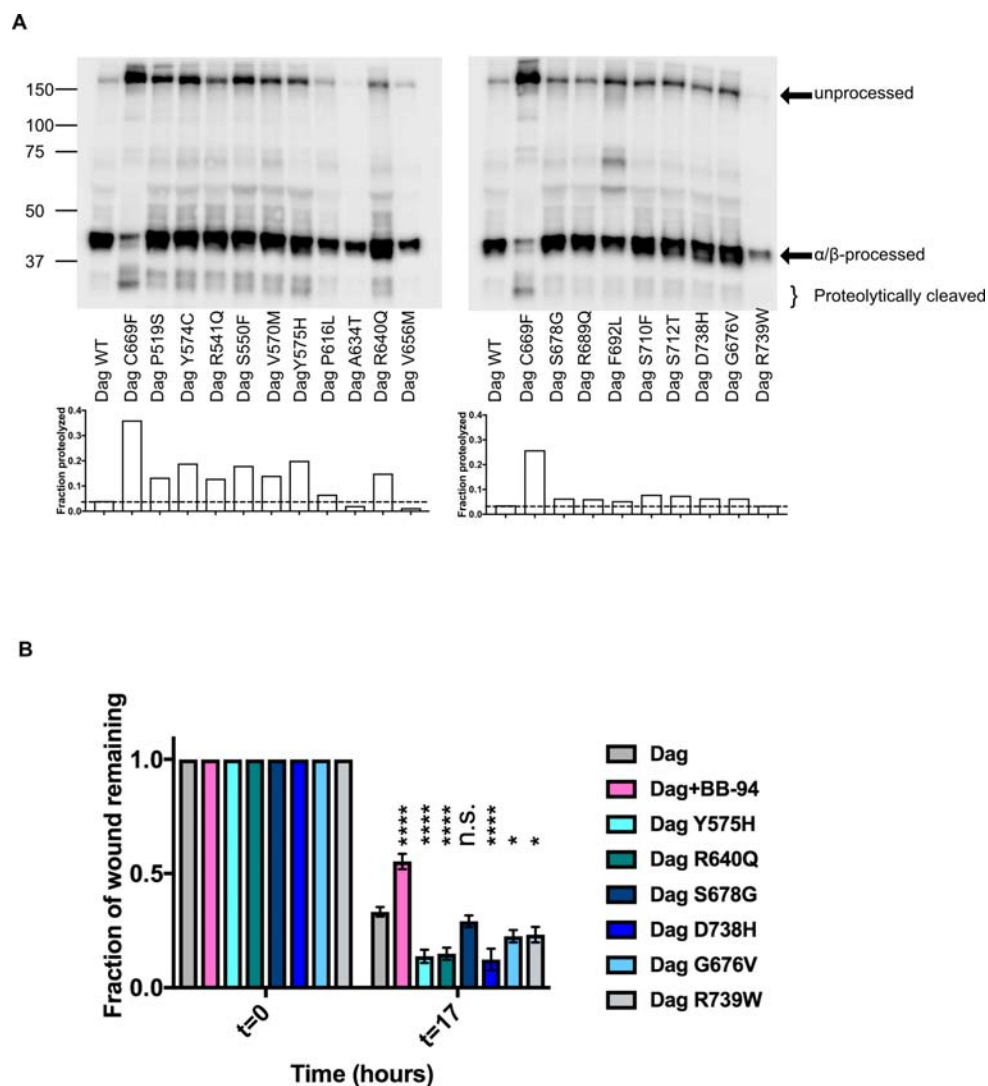 A
150
100
75
50
37
unprocessed
α/β-processed
} Proteolytically cleaved
Dag WT
Dag C669F
Dag P519S
Dag Y574C
Dag R541Q
Dag S550F
Dag V570M
Dag Y575H
Dag P616L
Dag A634T
Dag R640Q
Dag V656M
Dag WT
Dag C669F
Dag S678G
Dag R689Q
Dag F692L
Dag S710F
Dag S712T
Dag D738H
Dag G676V
Dag R739W
Fraction proteolyzed
0.4
0.3
0.2
0.1
0.0
Fraction proteolyzed
0.4
0.3
0.2
0.1
0.0
B
Fraction of wound remaining
1.0
0.5
0.0
****
****
****
n.s.
****
*
*
t=0
t=17
Time (hours)
Dag
Dag+BB-94
Dag Y575H
Dag R640Q
Dag S678G
Dag D738H
Dag G676V
Dag R739W